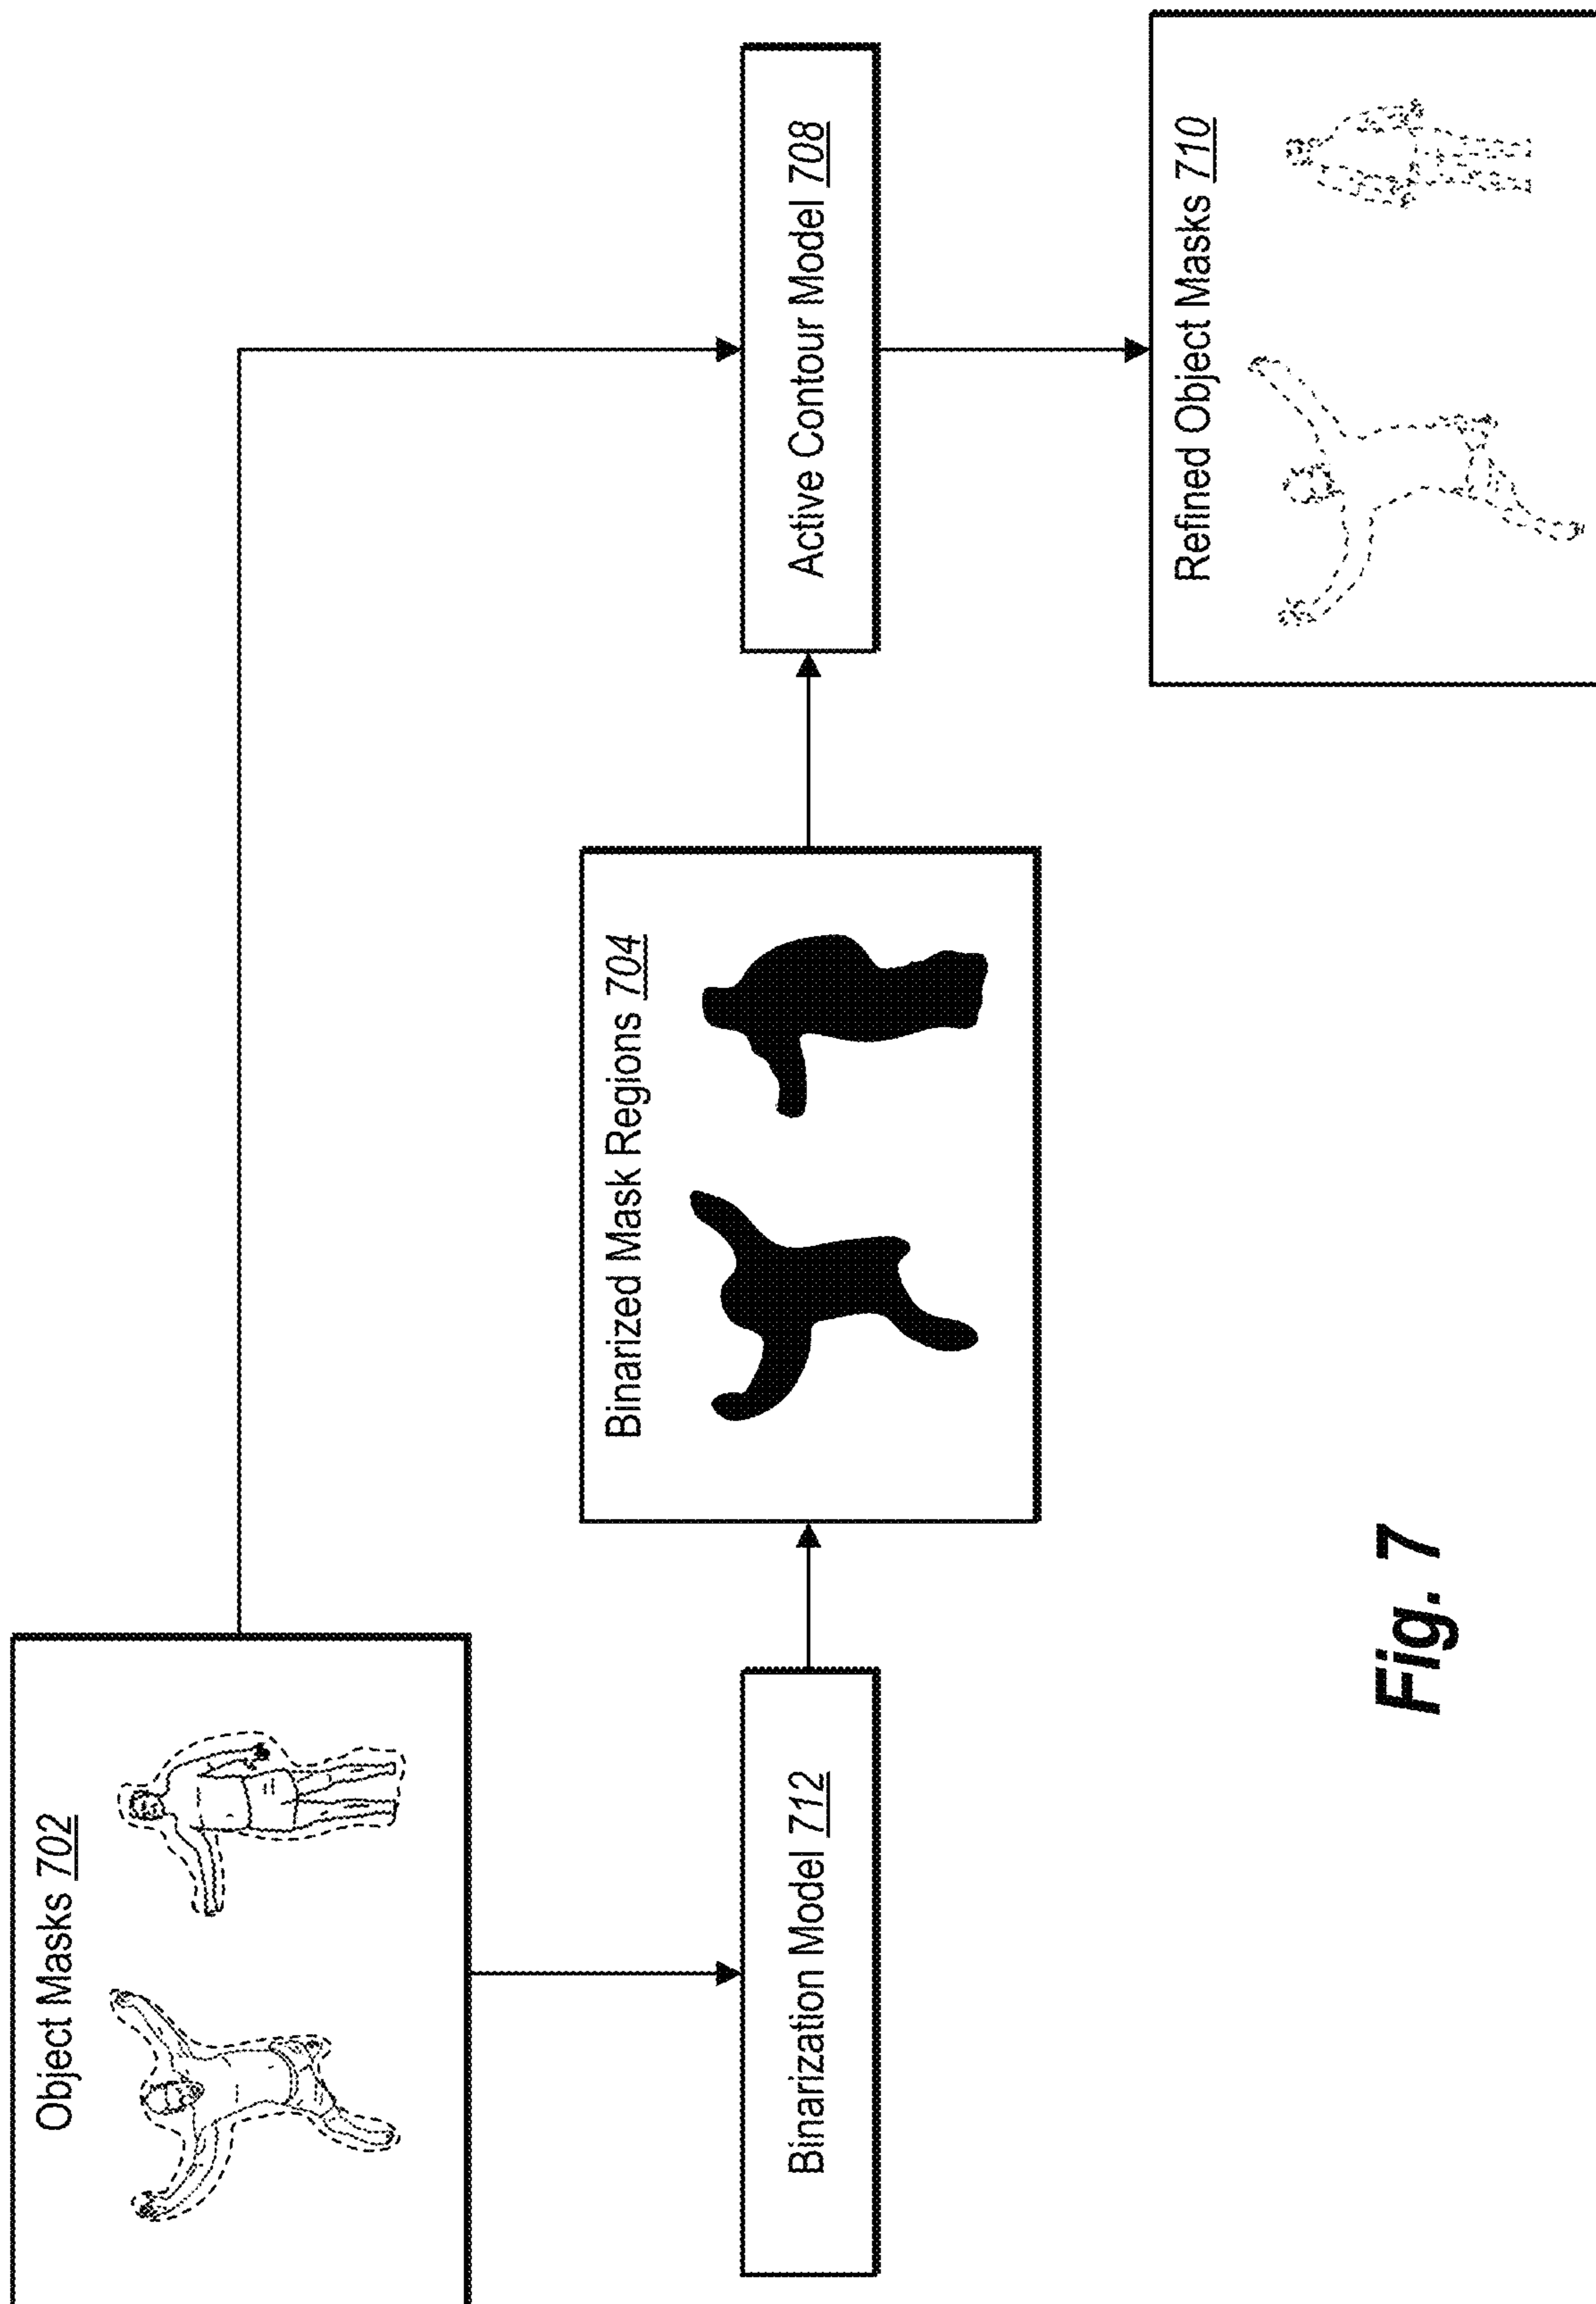 Object Masks 702
Binarization Model 712
Binarized Mask Regions 704
Active Contour Model 708
Refined Object Masks 710
Fig. 7